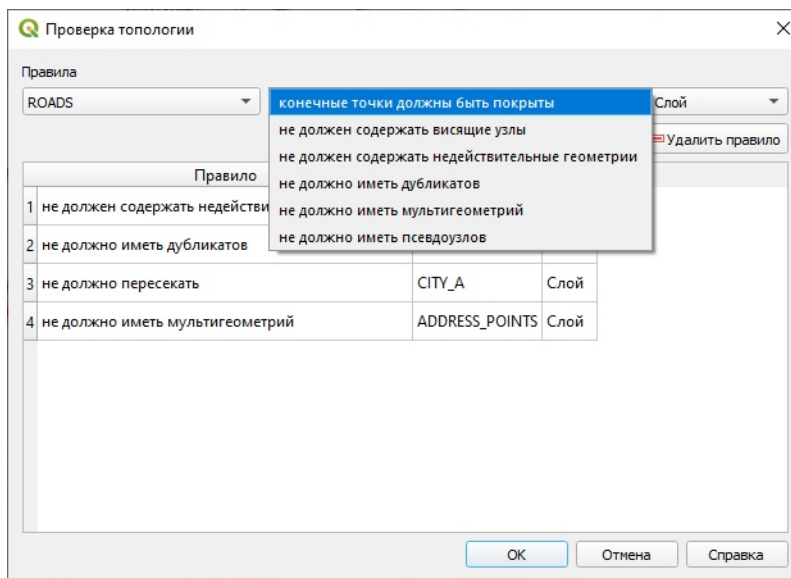 Проверка топологии
Правила
ROADS
конечные точки должны быть покрыты
Слой
не должен содержать висящие узлы
Удалить правило
не должен содержать недействительные геометрии
не должно иметь дубликатов
не должно иметь мультигеометрий
не должно иметь псевдоузлов
Правило
1 не должен содержать недействи
2 не должно иметь дубликатов
3 не должно пересекать CITY_A Слой
4 не должно иметь мультигеометрий ADDRESS_POINTS Слой
OK Отмена Справка